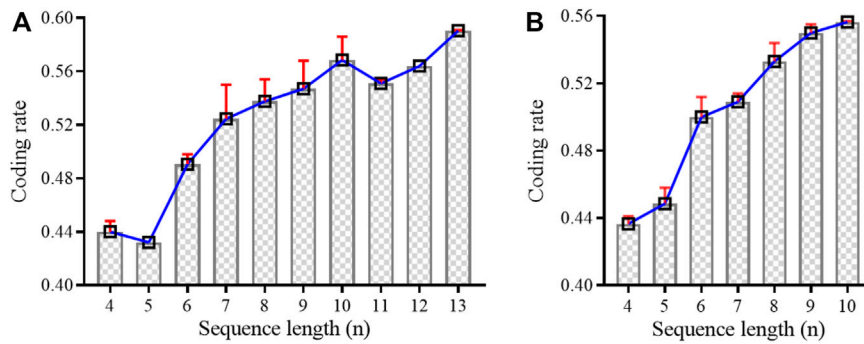 A
Coding rate
0.60
0.56
0.52
0.48
0.44
0.40
4 5 6 7 8 9 10 11 12 13
Sequence length (n)
B
Coding rate
0.56
0.52
0.48
0.44
0.40
4 5 6 7 8 9 10
Sequence length (n)